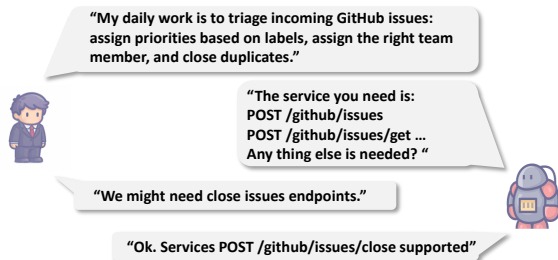 “My daily work is to triage incoming GitHub issues:
assign priorities based on labels, assign the right team
member, and close duplicates.”
“The service you need is:
POST /github/issues
POST /github/issues/get ...
Any thing else is needed? “
“We might need close issues endpoints.”
“Ok. Services POST /github/issues/close supported”